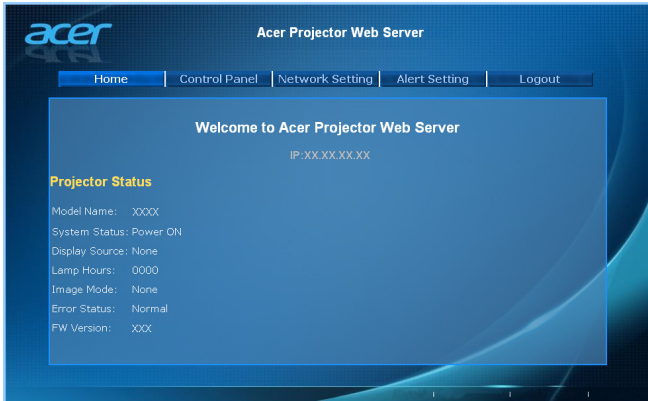 acer
Acer Projector Web Server
Home Control Panel Network Setting Alert Setting Logout
Welcome to Acer Projector Web Server
IP:XX.XX.XX.XX
Projector Status
Model Name: XXXX
System Status: Power ON
Display Source: None
Lamp Hours: 0000
Image Mode: None
Error Status: Normal
FW Version: XXX